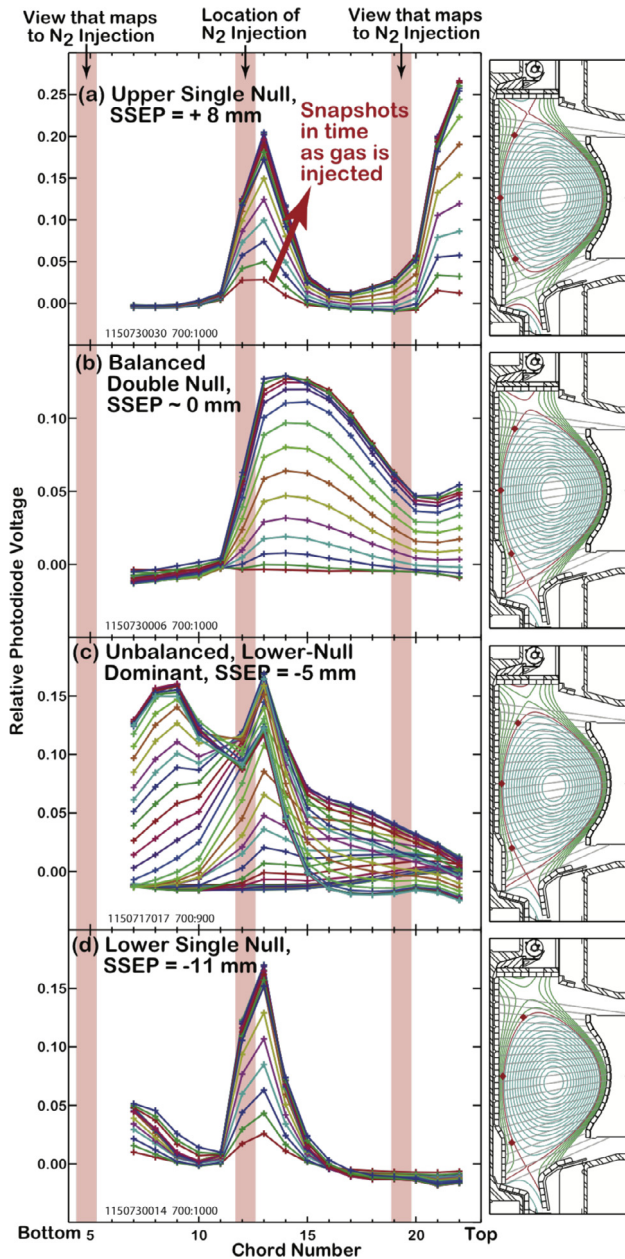 View that maps
to N2 Injection
Location of
N2 Injection
View that maps
to N2 Injection
(a) Upper Single Null,
SSEP = + 8 mm
Snapshots
in time
as gas is
injected
0.25
0.20
0.15
0.10
0.05
0.00
1150730030 700:1000
(b) Balanced
Double Null,
SSEP ~ 0 mm
0.10
0.05
0.00
1150730006 700:1000
Relative Photodiode Voltage
(c) Unbalanced, Lower-Null
Dominant, SSEP = -5 mm
0.15
0.10
0.05
0.00
1150717017 700:900
(d) Lower Single Null,
SSEP = -11 mm
0.15
0.10
0.05
0.00
1150730014 700:1000
Bottom 5 10 15 20 Top
Chord Number